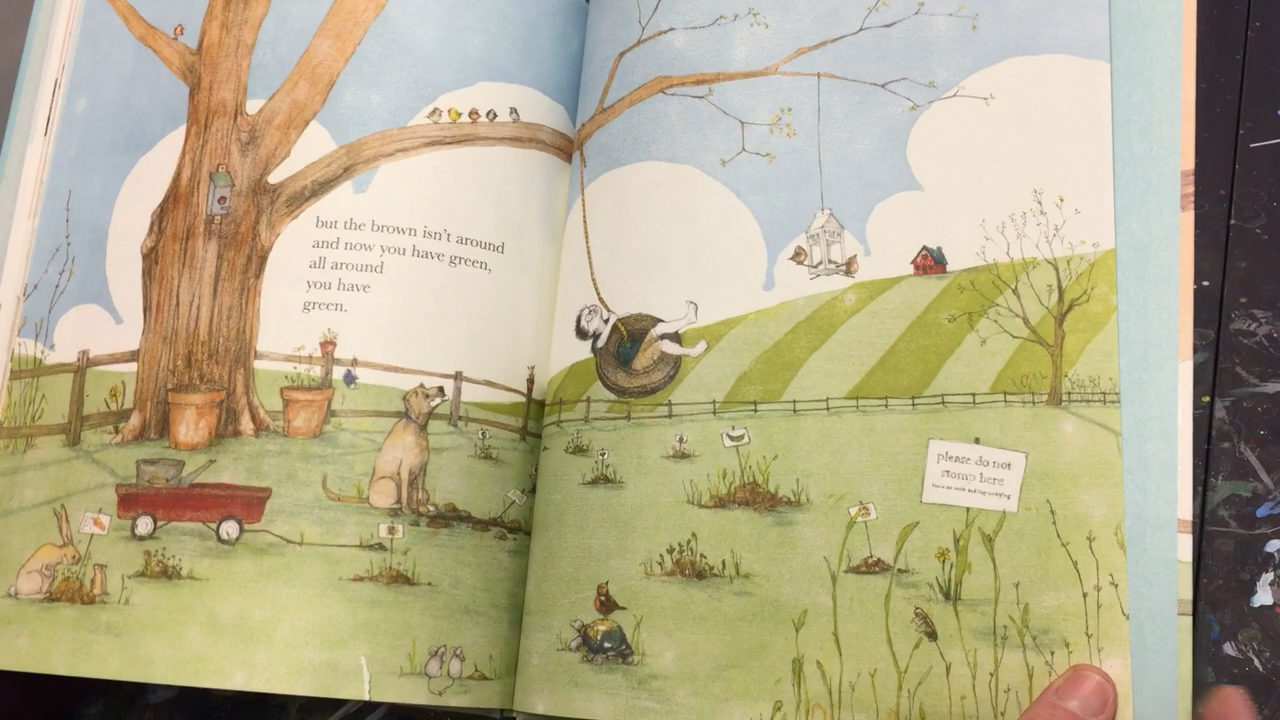 but the brown isn't around
and now you have green,
all around
you have
green.
please do not
stomp here